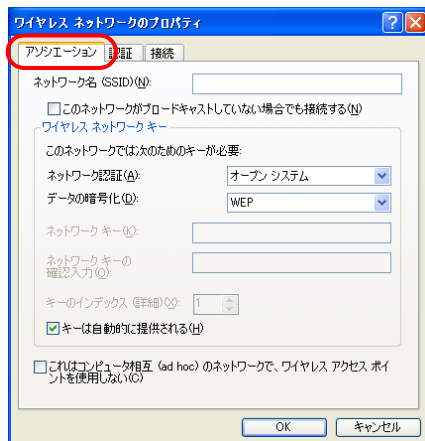 ワイヤレス ネットワークのプロパティ
アソシエーション 認証 接続
ネットワーク名 (SSID)(N):
このネットワークがブロードキャストしていない場合でも接続する(N)
ワイヤレス ネットワーク キー
このネットワークでは次のためのキーが必要:
ネットワーク認証(A): オープン システム
データの暗号化(D): WEP
ネットワーク キー(K):
ネットワーク キーの
確認入力(O):
キーのインデックス (詳細)(X): 1
キーは自動的に提供される(H)
これはコンピュータ相互 (ad hoc) のネットワークで、ワイヤレス アクセス ポイ
ントを使用しない(C)
OK キャンセル